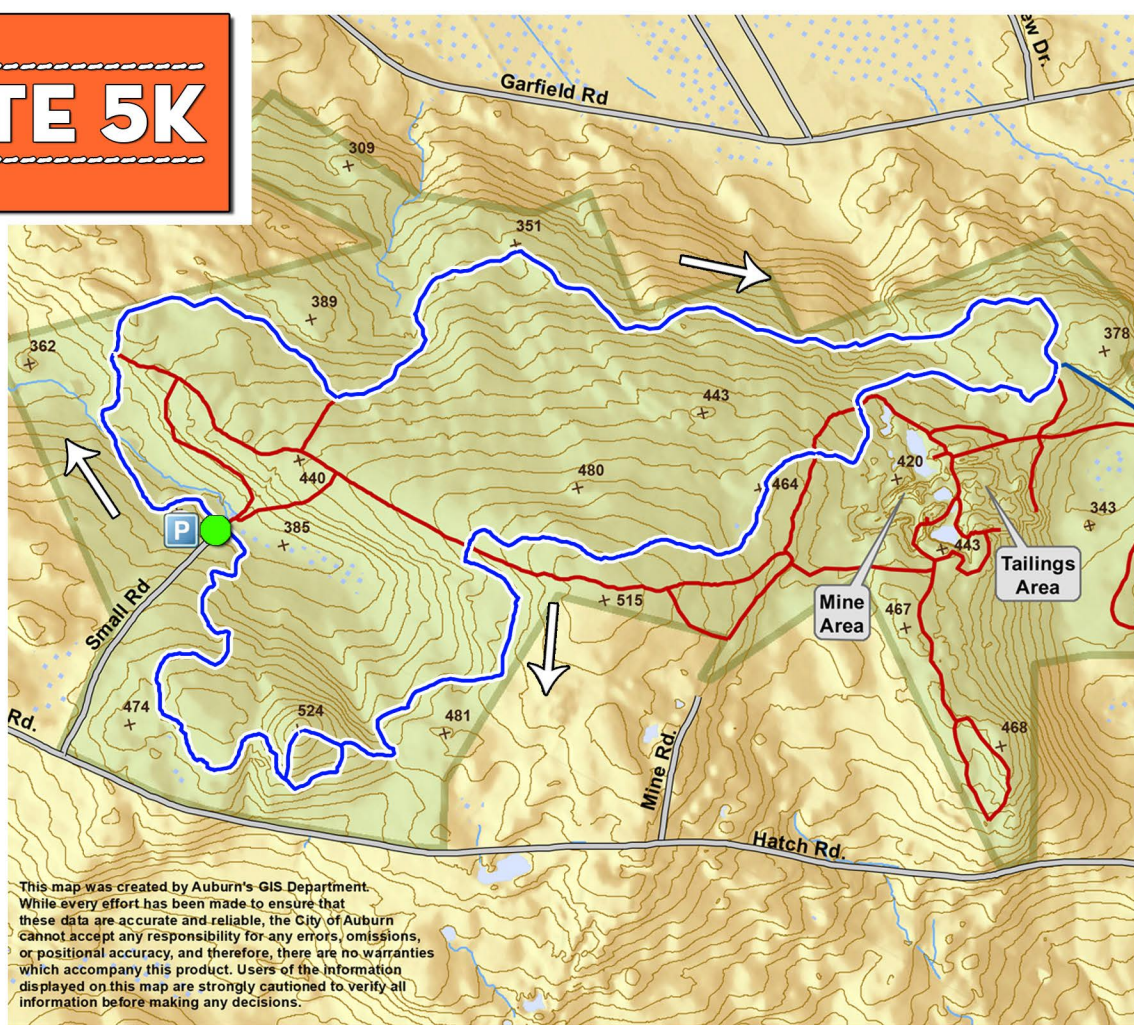 TE 5K
Garfield Rd
ew Dr.
309
351
389
362
378
443
440
480
464
420
385
343
443
Tailings
Area
Mine
Area
515
467
Small Rd
474
524
481
468
Rd.
Mine Rd.
Hatch Rd.
P
This map was created by Auburn's GIS Department.
While every effort has been made to ensure that
these data are accurate and reliable, the City of Auburn
cannot accept any responsibility for any errors, omissions,
or positional accuracy, and therefore, there are no warranties
which accompany this product. Users of the information
displayed on this map are strongly cautioned to verify all
information before making any decisions.